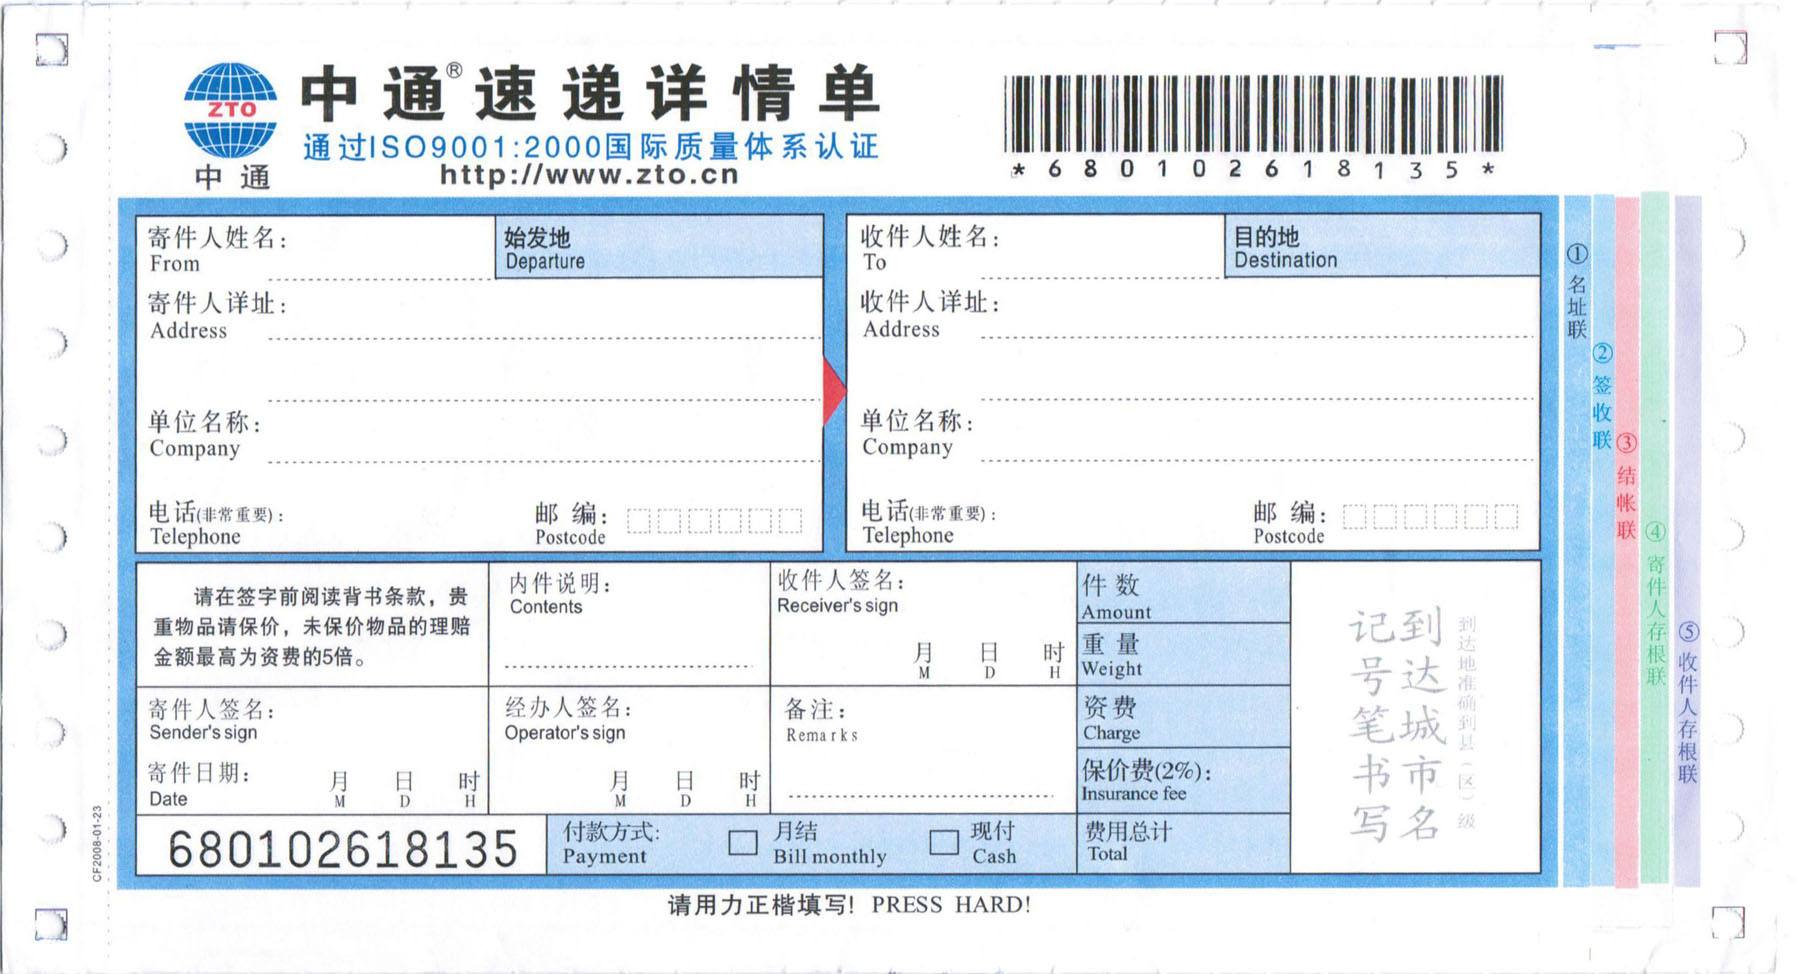 ZTO
中通
中通®速递详情单
通过ISO9001:2000国际质量体系认证
http://www.zto.cn
*680102618135*
寄件人姓名:
From
始发地
Departure
寄件人详址:
Address
单位名称:
Company
电话(非常重要):
Telephone
邮 编:
Postcode
收件人姓名:
To
目的地
Destination
收件人详址:
Address
单位名称:
Company
电话(非常重要):
Telephone
邮 编:
Postcode
请在签字前阅读背书条款，贵
重物品请保价，未保价物品的理赔
金额最高为资费的5倍。
内件说明:
Contents
收件人签名:
Receiver's sign
月 日 时
M D H
件 数
Amount
重 量
Weight
资 费
Charge
保价费(2%):
Insurance fee
费用总计
Total
寄件人签名:
Sender's sign
寄件日期:
Date
月 日 时
M D H
经办人签名:
Operator's sign
月 日 时
M D H
备注:
Remarks
680102618135
付款方式:
Payment
月结
Bill monthly
现付
Cash
到达地准确到县(区)级
到达城市名
记号笔书写
①名址联
②签收联
③结帐联
④寄件人存根联
⑤收件人存根联
CF2008-01-23
请用力正楷填写! PRESS HARD!